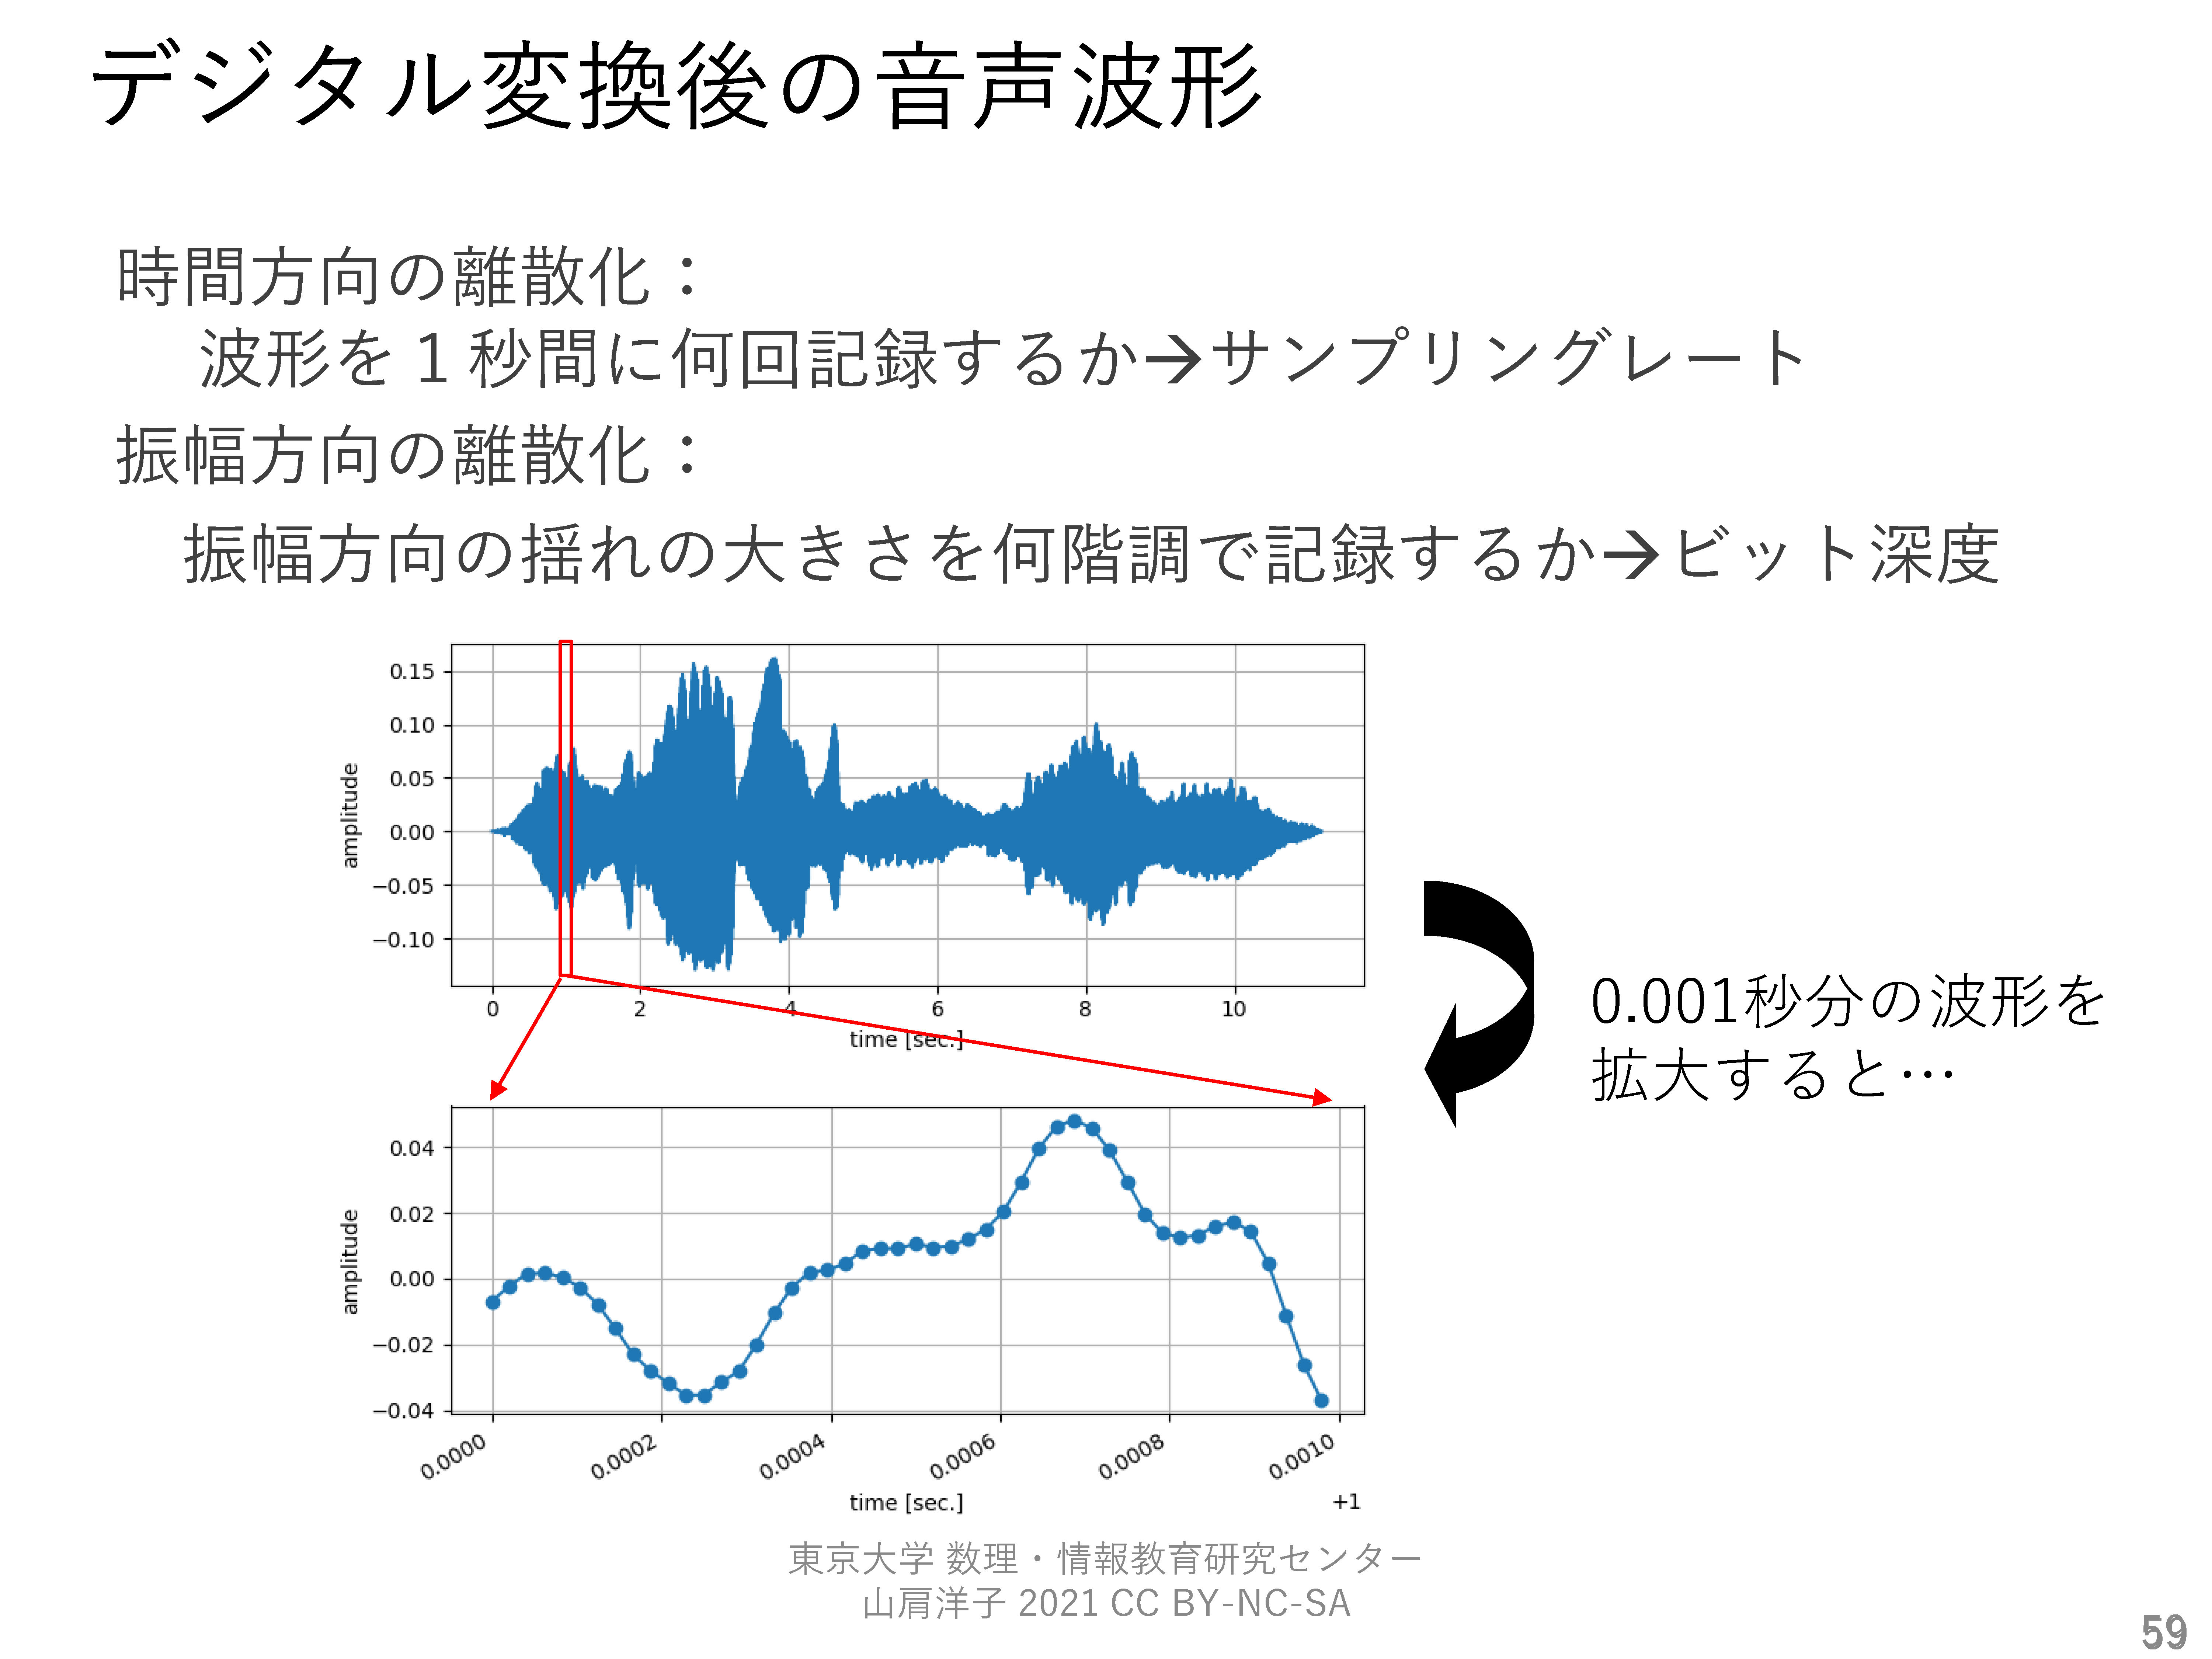 デジタル変換後の音声波形
時間方向の離散化：
波形を1秒間に何回記録するか→サンプリングレート
振幅方向の離散化：
振幅方向の揺れの大きさを何階調で記録するか→ビット深度
0.15
0.10
0.05
0.00
−0.05
−0.10
amplitude
0 2 4 6 8 10
time [sec.]
0.001秒分の波形を
拡大すると…
0.04
0.02
0.00
−0.02
−0.04
amplitude
0.0000 0.0002 0.0004 0.0006 0.0008 0.0010
time [sec.]
+1
東京大学 数理・情報教育研究センター
山肩洋子 2021 CC BY-NC-SA
59